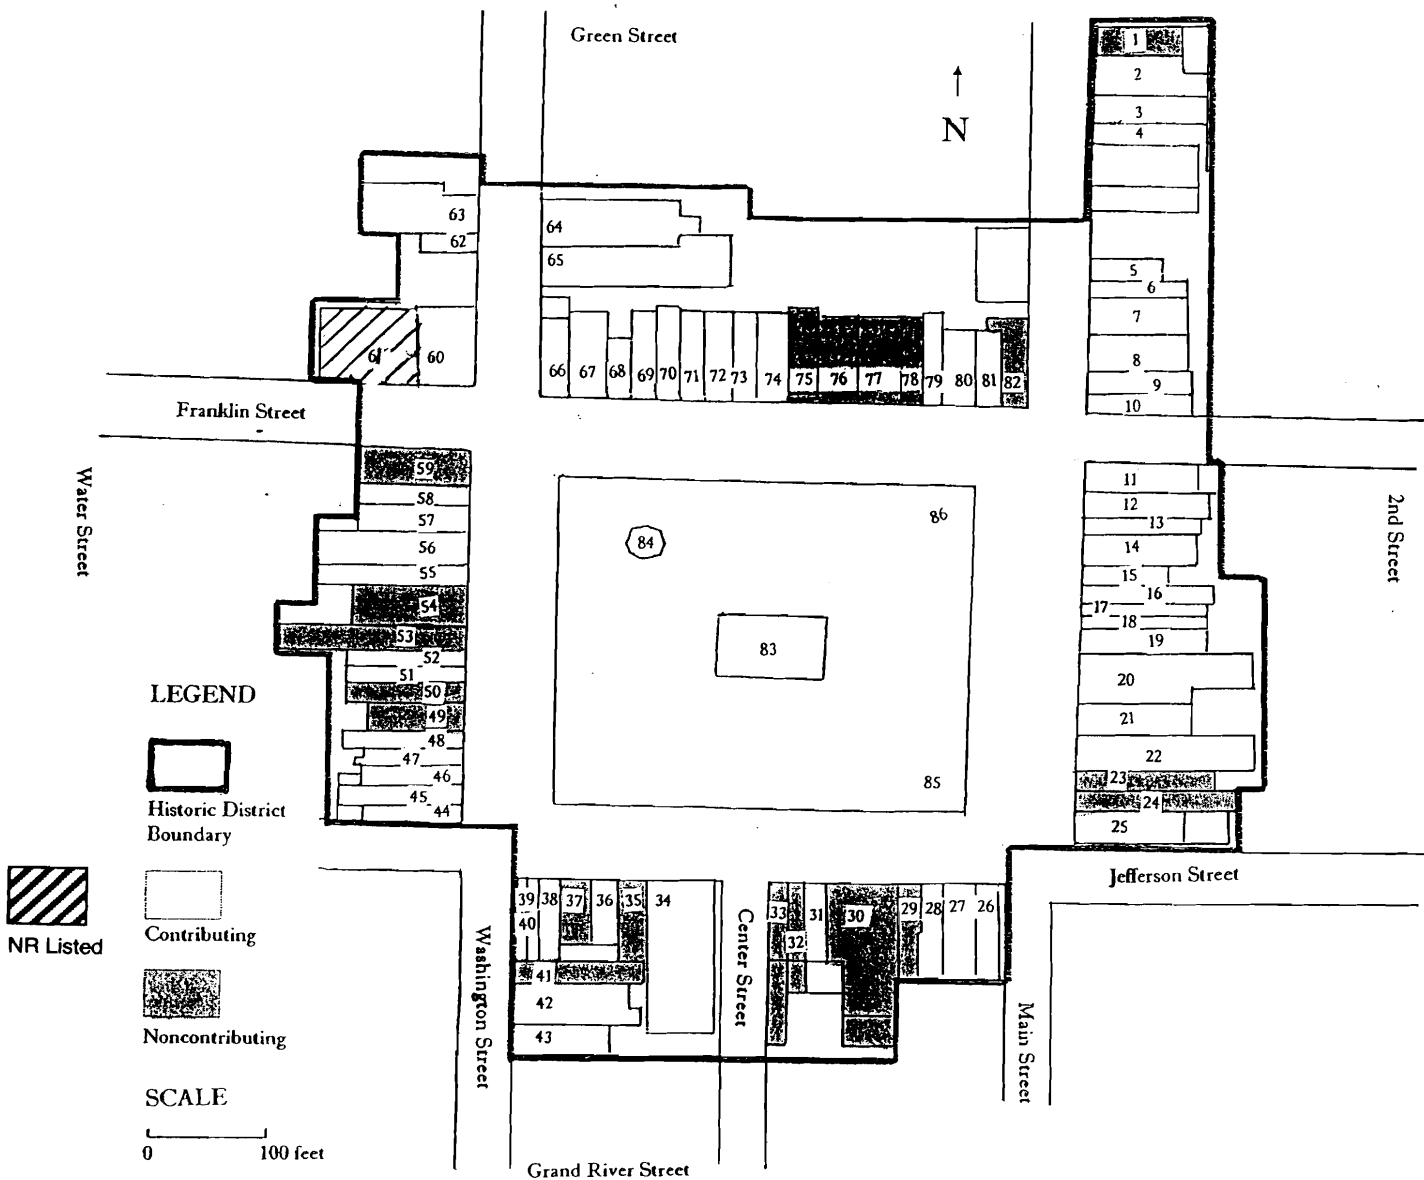 Green Street
N
1
2
3
4
63
62
64
65
5
6
7
8
9
10
61
60
66 67 68 69 70 71 72 73 74 75 76 77 78 79 80 81 82
Franklin Street
Water Street
2nd Street
59
58
57
56
55
54
53
52
51
50
49
48
47
46
45
44
86
84
83
85
11
12
13
14
15
16
17
18
19
20
21
22
23
24
25
LEGEND
Historic District
Boundary
Contributing
NR Listed
Noncontributing
SCALE
0 100 feet
Jefferson Street
39 38 37 36 35 34
40
41
42
43
33 32 31 30 29 28 27 26
Washington Street
Center Street
Main Street
Grand River Street